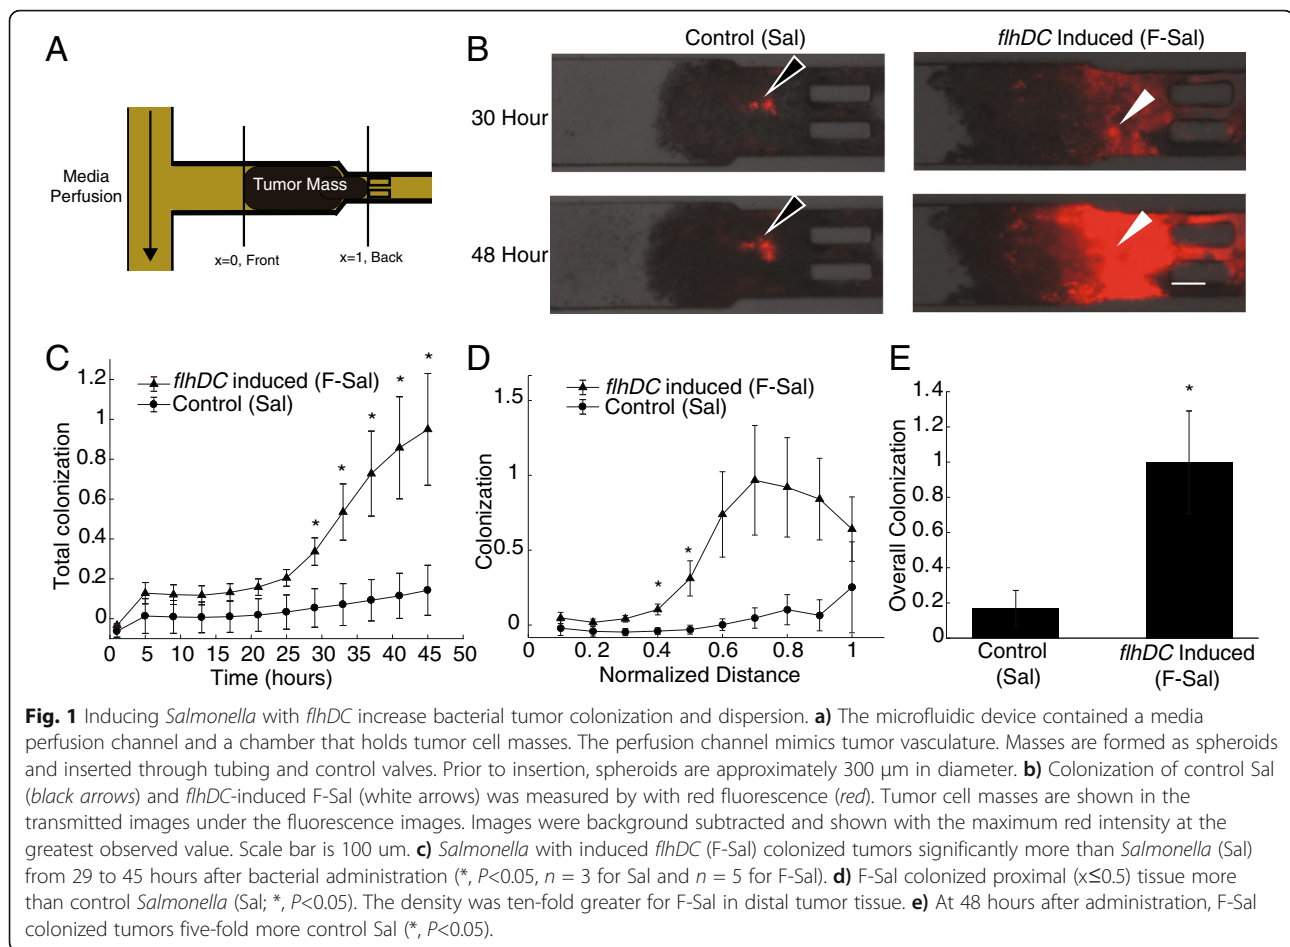 A
Media
Perfusion
Tumor Mass
x=0, Front
x=1, Back
B
Control (Sal)
flhDC Induced (F-Sal)
30 Hour
48 Hour
C
Total colonization
1.2
1
0.8
0.6
0.4
0.2
0
flhDC induced (F-Sal)
Control (Sal)
* * * * *
0 5 10 15 20 25 30 35 40 45 50
Time (hours)
D
Colonization
1.5
1
0.5
0
flhDC induced (F-Sal)
Control (Sal)
* *
0 0. 2 0.4 0.6 0.8 1
Normalized Distance
E
Overall Colonization
1.4
1.2
1
0.8
0.6
0.4
0.2
0
*
Control
(Sal)
flhDC Induced
(F-Sal)
Fig. 1 Inducing Salmonella with flhDC increase bacterial tumor colonization and dispersion. a) The microfluidic device contained a media
perfusion channel and a chamber that holds tumor cell masses. The perfusion channel mimics tumor vasculature. Masses are formed as spheroids
and inserted through tubing and control valves. Prior to insertion, spheroids are approximately 300 μm in diameter. b) Colonization of control Sal
(black arrows) and flhDC-induced F-Sal (white arrows) was measured by with red fluorescence (red). Tumor cell masses are shown in the
transmitted images under the fluorescence images. Images were background subtracted and shown with the maximum red intensity at the
greatest observed value. Scale bar is 100 um. c) Salmonella with induced flhDC (F-Sal) colonized tumors significantly more than Salmonella (Sal)
from 29 to 45 hours after bacterial administration (*, P<0.05, n = 3 for Sal and n = 5 for F-Sal). d) F-Sal colonized proximal (x≤0.5) tissue more
than control Salmonella (Sal; *, P<0.05). The density was ten-fold greater for F-Sal in distal tumor tissue. e) At 48 hours after administration, F-Sal
colonized tumors five-fold more control Sal (*, P<0.05).